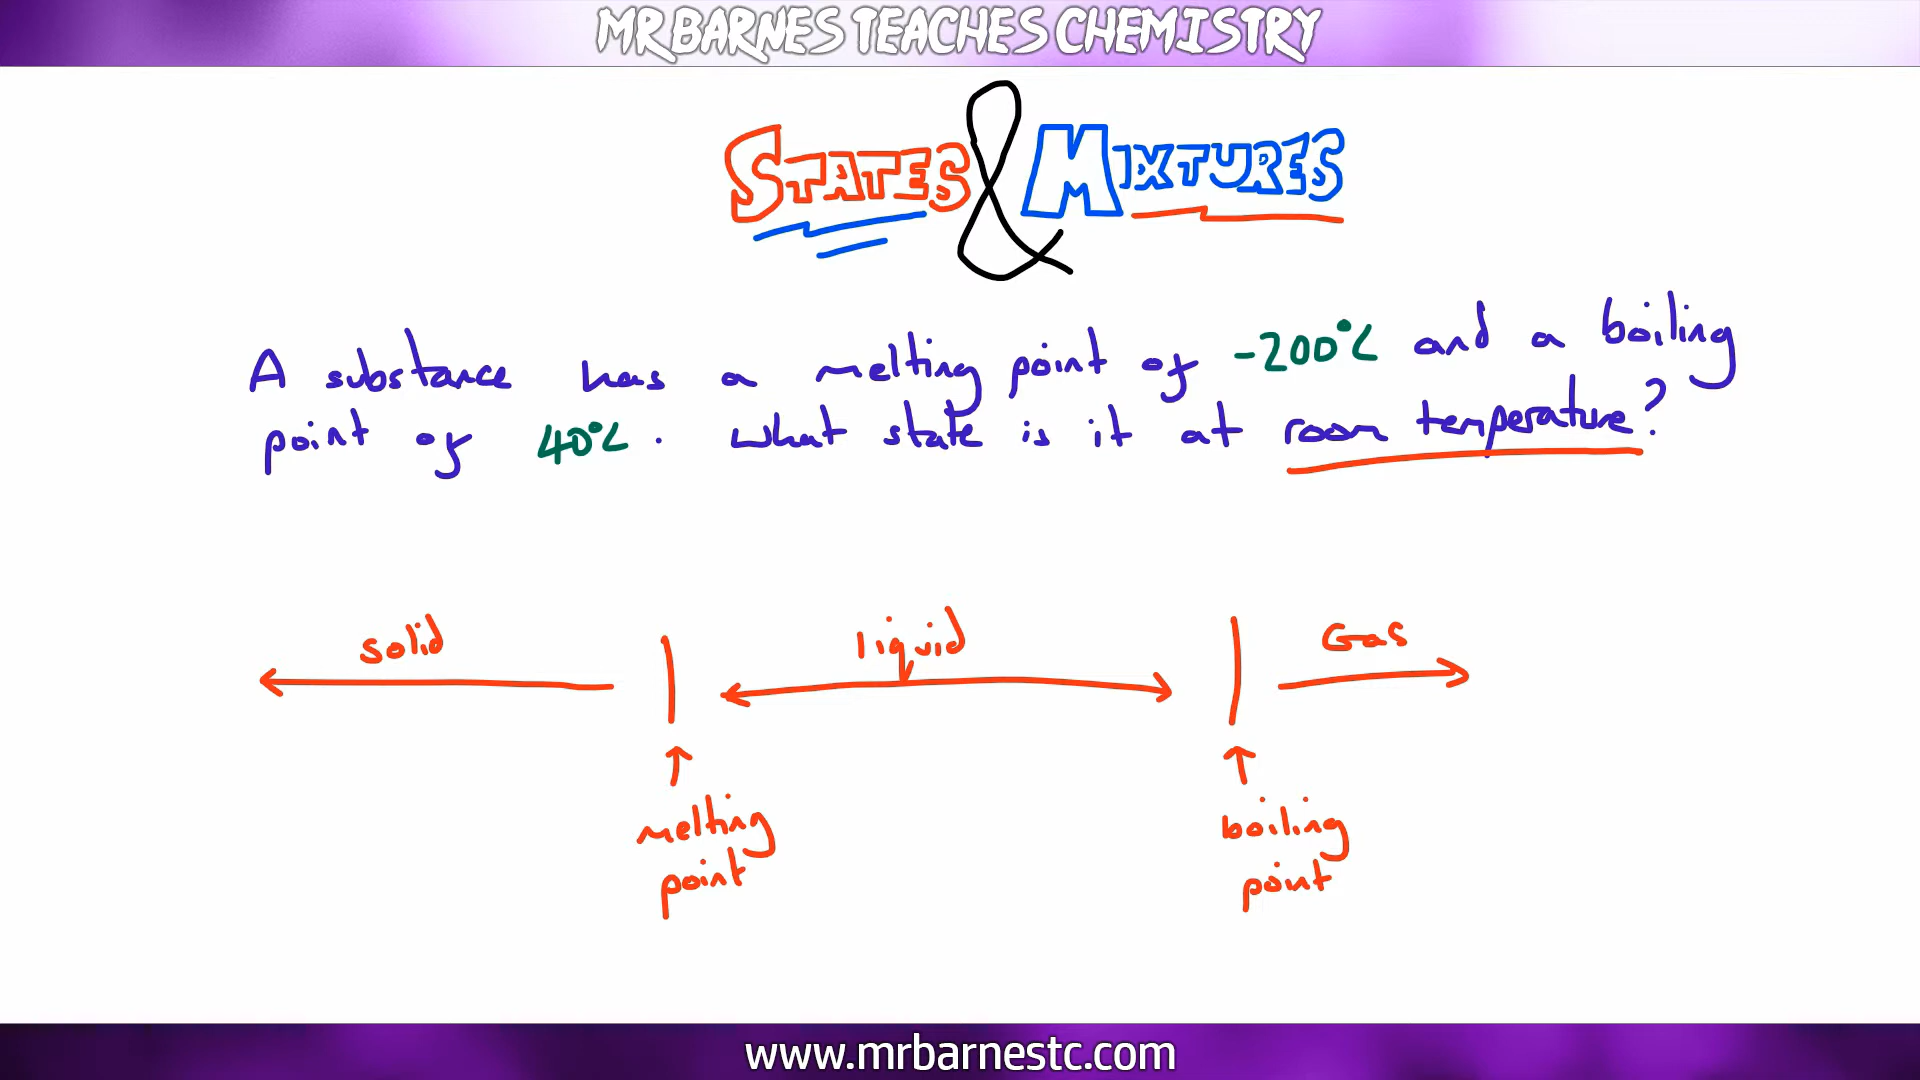 MR BARNES TEACHES CHEMISTRY
STATES & MIXTURES
A substance has a melting point of -200°C and a boiling
point of 40°C. What state is it at room temperature?
solid
liquid
Gas
melting
point
boiling
point
www.mrbarnestc.com